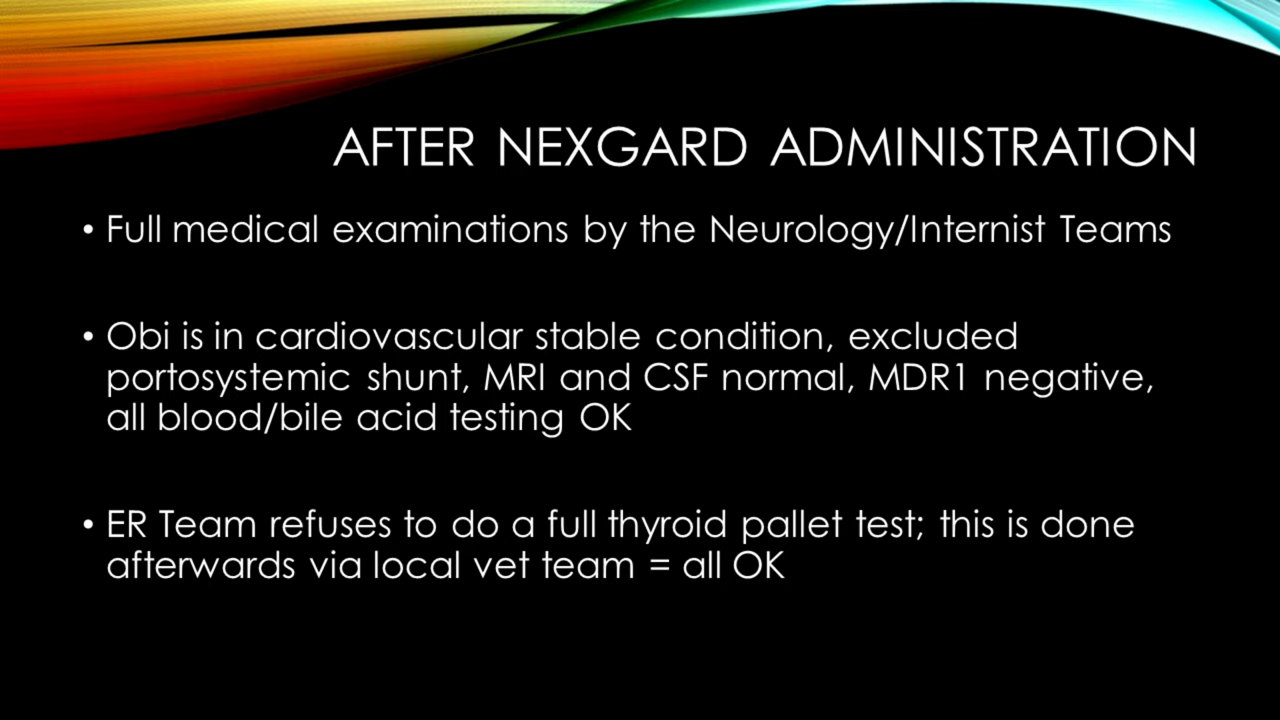 AFTER NEXGARD ADMINISTRATION
• Full medical examinations by the Neurology/Internist Teams
• Obi is in cardiovascular stable condition, excluded
portosystemic shunt, MRI and CSF normal, MDR1 negative,
all blood/bile acid testing OK
• ER Team refuses to do a full thyroid pallet test; this is done
afterwards via local vet team = all OK